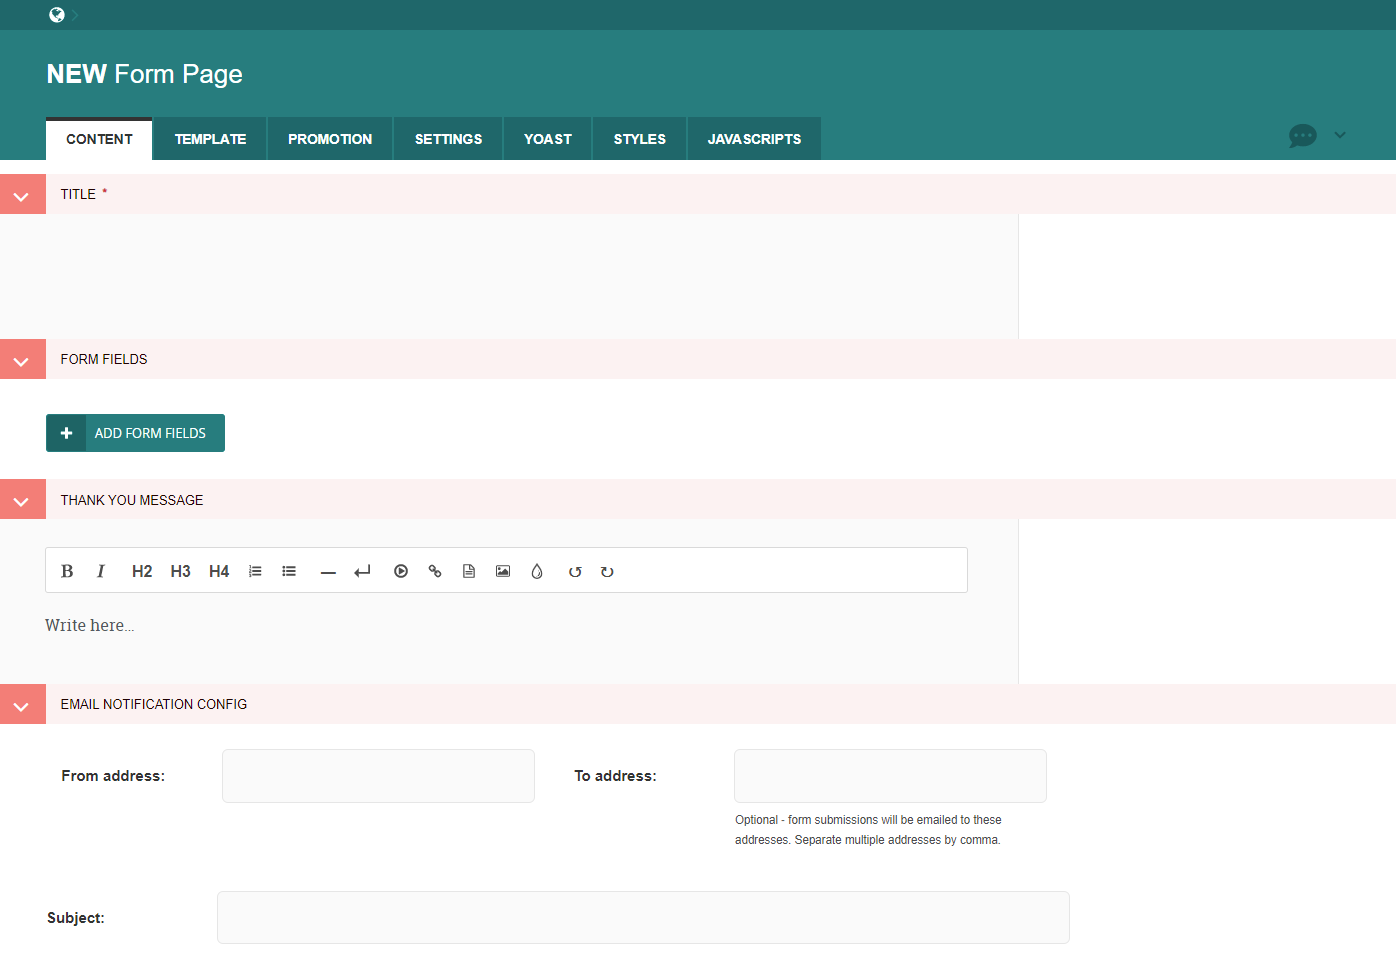 NEW Form Page
CONTENT TEMPLATE PROMOTION SETTINGS YOAST STYLES JAVASCRIPTS
TITLE *
FORM FIELDS
ADD FORM FIELDS
THANK YOU MESSAGE
B I H2 H3 H4
Write here...
EMAIL NOTIFICATION CONFIG
From address:
To address:
Optional - form submissions will be emailed to these
addresses. Separate multiple addresses by comma.
Subject: